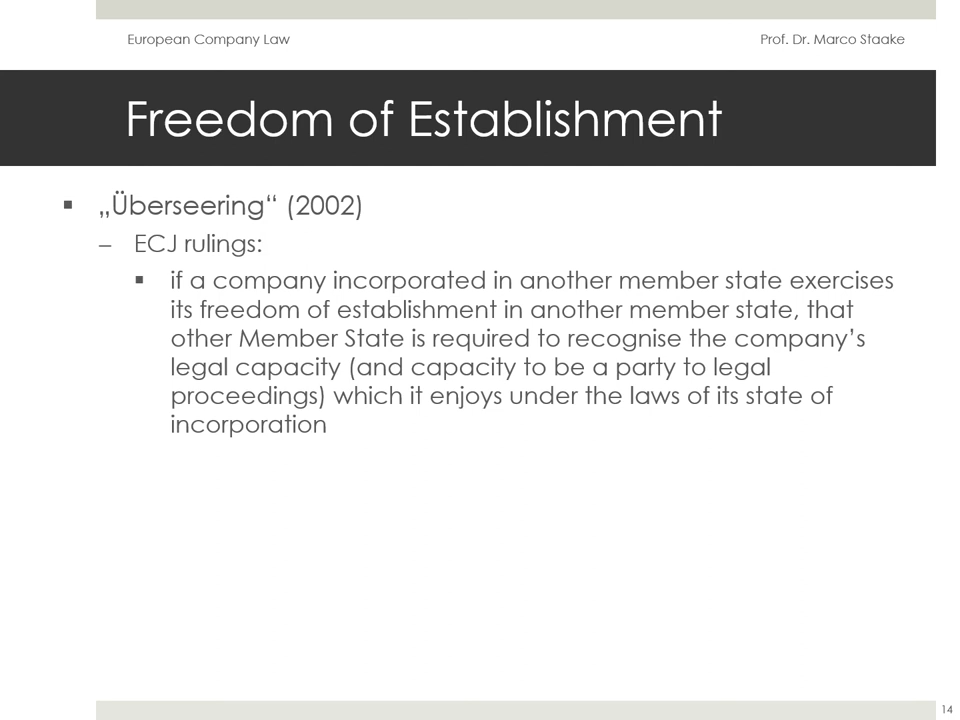 European Company Law
Prof. Dr. Marco Staake
Freedom of Establishment
▪ „Überseering“ (2002)
– ECJ rulings:
▪ if a company incorporated in another member state exercises
its freedom of establishment in another member state, that
other Member State is required to recognise the company’s
legal capacity (and capacity to be a party to legal
proceedings) which it enjoys under the laws of its state of
incorporation
14